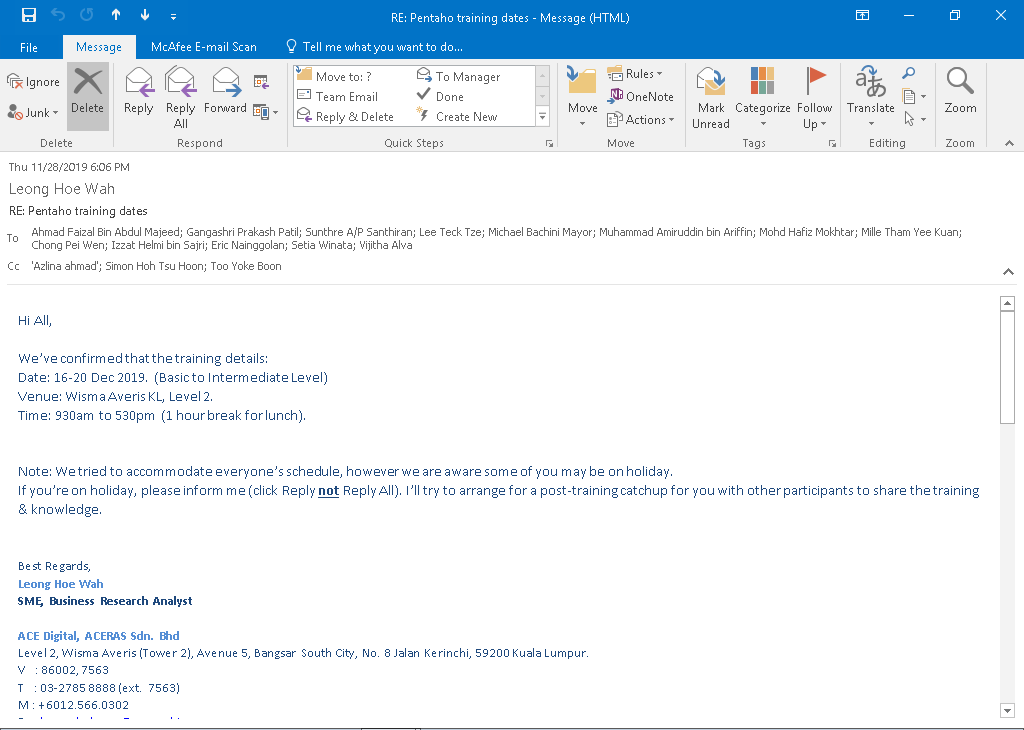 RE: Pentaho training dates - Message (HTML)
File Message McAfee E-mail Scan Tell me what you want to do...
Ignore
Junk
Delete
Reply
Reply All
Forward
Move to: ?
Team Email
Reply & Delete
To Manager
Done
Create New
Move
Rules
OneNote
Actions
Mark Unread
Categorize
Follow Up
Translate
Zoom
Delete Respond Quick Steps Move Tags Editing Zoom
Thu 11/28/2019 6:06 PM
Leong Hoe Wah
RE: Pentaho training dates
To Ahmad Faizal Bin Abdul Majeed; Gangashri Prakash Patil; Sunthre A/P Santhiran; Lee Teck Tze; Michael Bachini Mayor; Muhammad Amiruddin bin Ariffin; Mohd Hafiz Mokhtar; Mille Tham Yee Kuan;
Chong Pei Wen; Izzat Helmi bin Sajri; Eric Nainggolan; Setia Winata; Vijitha Alva
Cc 'Azlina ahmad'; Simon Hoh Tsu Hoon; Too Yoke Boon
Hi All,
We've confirmed that the training details:
Date: 16-20 Dec 2019. (Basic to Intermediate Level)
Venue: Wisma Averis KL, Level 2.
Time: 930am to 530pm (1 hour break for lunch).
Note: We tried to accommodate everyone's schedule, however we are aware some of you may be on holiday.
If you're on holiday, please inform me (click Reply not Reply All). I'll try to arrange for a post-training catchup for you with other participants to share the training
& knowledge.
Best Regards,
Leong Hoe Wah
SME, Business Research Analyst
ACE Digital, ACERAS Sdn. Bhd
Level 2, Wisma Averis (Tower 2), Avenue 5, Bangsar South City, No. 8 Jalan Kerinchi, 59200 Kuala Lumpur.
V : 86002, 7563
T : 03-2785 8888 (ext. 7563)
M : +6012.566.0302